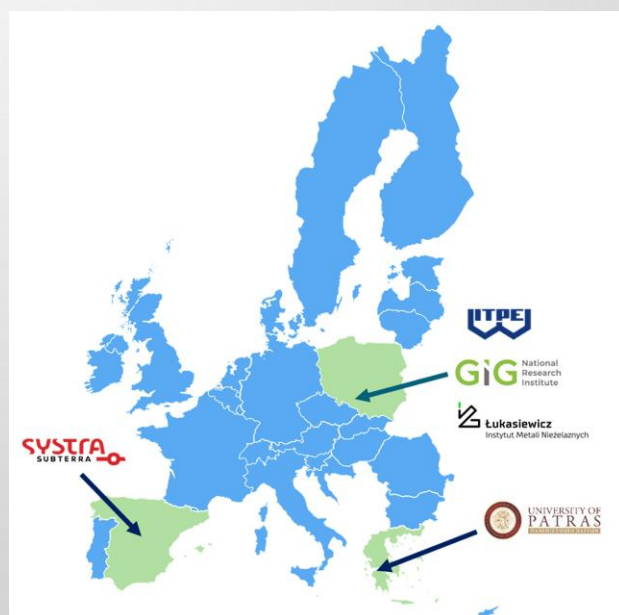 ITPE
GiG National
Research
Institute
Łukasiewicz
Instytut Metali Nieżelaznych
SYSTRA
SUBTERRA
UNIVERSITY OF
PATRAS